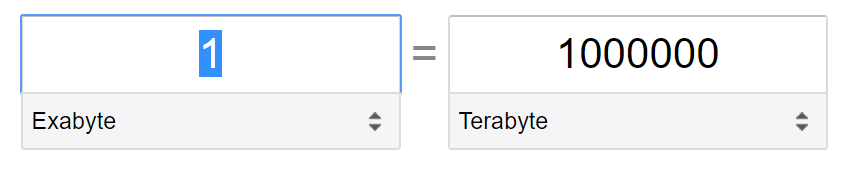 1 = 1000000
Exabyte Terabyte